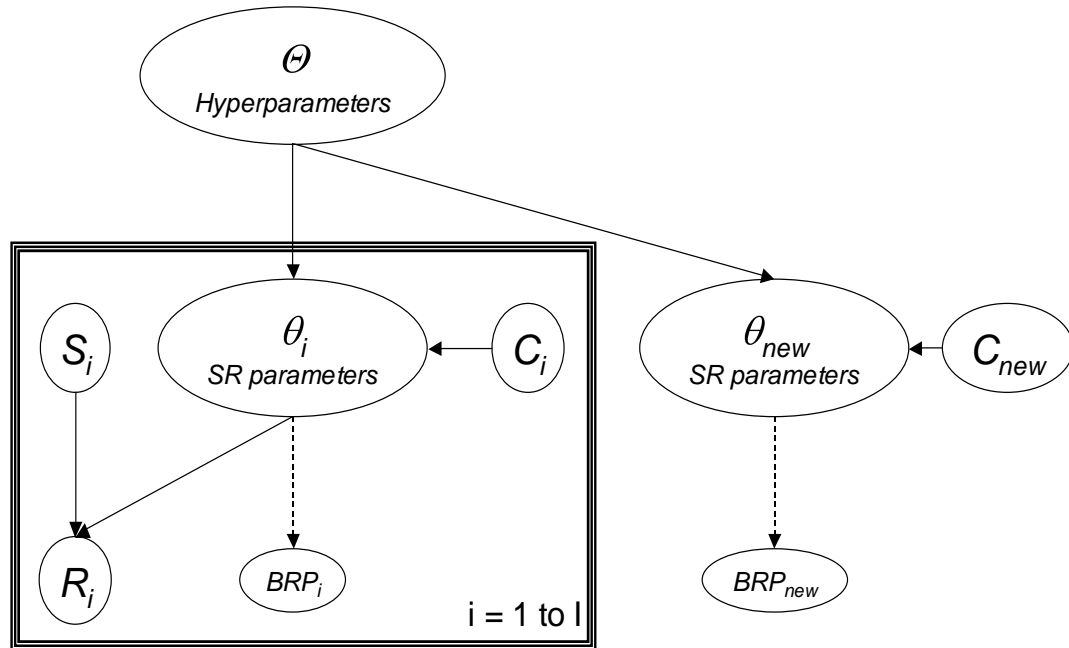 Θ
Hyperparameters
S_i
θ_i
SR parameters
C_i
θ_new
SR parameters
C_new
R_i
BRP_i
BRP_new
i = 1 to I